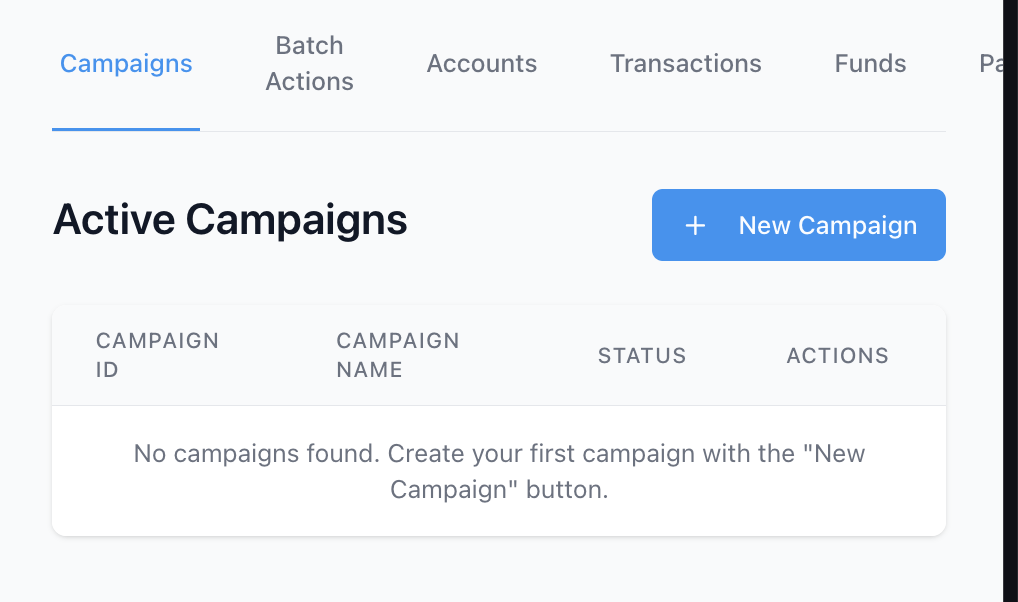 Campaigns
Batch
Actions
Accounts
Transactions
Funds
Active Campaigns
+ New Campaign
CAMPAIGN
ID
CAMPAIGN
NAME
STATUS
ACTIONS
No campaigns found. Create your first campaign with the "New
Campaign" button.